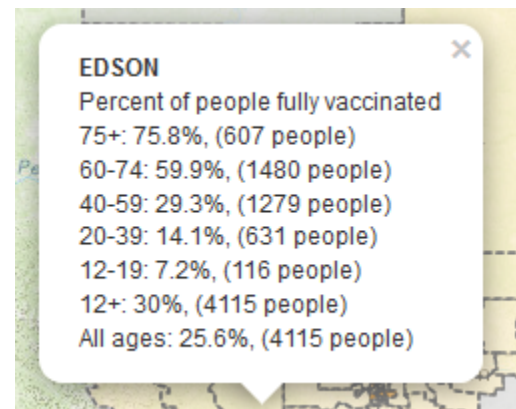 EDSON
Percent of people fully vaccinated
75+: 75.8%, (607 people)
60-74: 59.9%, (1480 people)
40-59: 29.3%, (1279 people)
20-39: 14.1%, (631 people)
12-19: 7.2%, (116 people)
12+: 30%, (4115 people)
All ages: 25.6%, (4115 people)